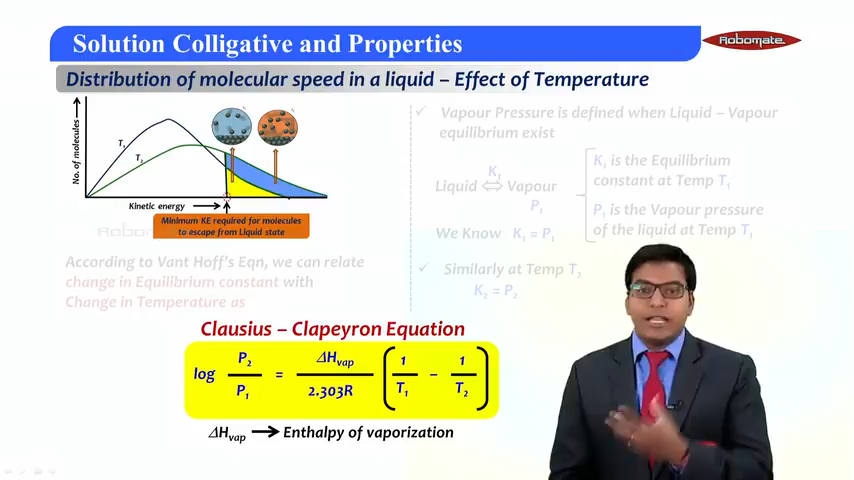 Solution Colligative and Properties
Robomate
Distribution of molecular speed in a liquid – Effect of Temperature
No. of molecules
T₁
T₂
Kinetic energy
Minimum KE required for molecules
to escape from Liquid state
According to Vant Hoff's Eqn, we can relate
change in Equilibrium constant with
Change in Temperature as
✓ Vapour Pressure is defined when Liquid – Vapour
equilibrium exist
K₁
Liquid ⇔ Vapour
P₁
We Know K₁ = P₁
K₁ is the Equilibrium
constant at Temp T₁
P₁ is the Vapour pressure
of the liquid at Temp T₁
✓ Similarly at Temp T₂
K₂ = P₂
Clausius – Clapeyron Equation
log P₂/P₁ = ΔHvap/2.303R (1/T₁ – 1/T₂)
ΔHvap → Enthalpy of vaporization